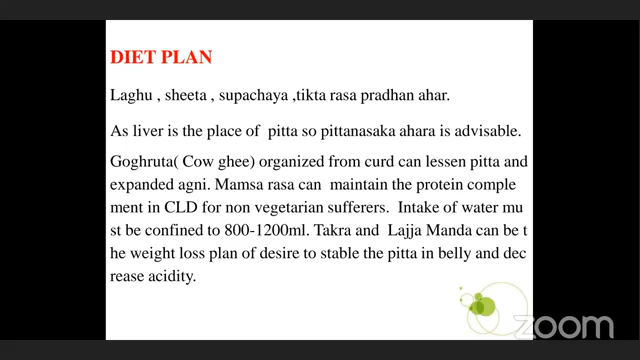 DIET PLAN
Laghu , sheeta , supachaya ,tikta rasa pradhan ahar.
As liver is the place of pitta so pittanasaka ahara is advisable.
Goghruta( Cow ghee) organized from curd can lessen pitta and
expanded agni. Mamsa rasa can maintain the protein comple
ment in CLD for non vegetarian sufferers. Intake of water mu
st be confined to 800-1200ml. Takra and Lajja Manda can be t
he weight loss plan of desire to stable the pitta in belly and dec
rease acidity.
zoom